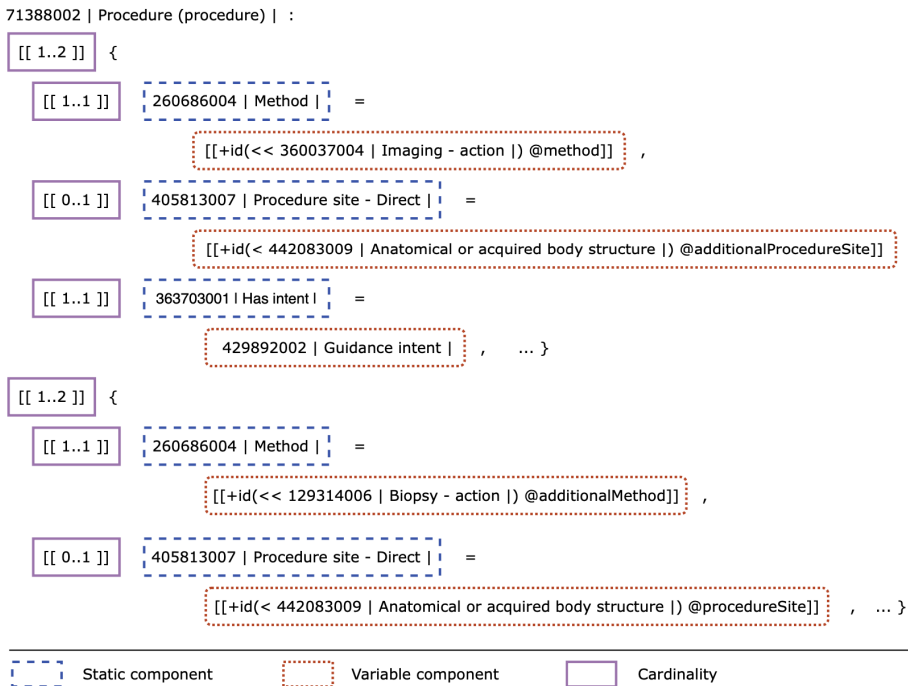 71388002 | Procedure (procedure) | :
[[ 1..2 ]] {
[[ 1..1 ]] 260686004 | Method | =
[[+id(<< 360037004 | Imaging - action |) @method]] ,
[[ 0..1 ]] 405813007 | Procedure site - Direct | =
[[+id(< 442083009 | Anatomical or acquired body structure |) @additionalProcedureSite]]
[[ 1..1 ]] 363703001 | Has intent | =
429892002 | Guidance intent | , ... }
[[ 1..2 ]] {
[[ 1..1 ]] 260686004 | Method | =
[[+id(<< 129314006 | Biopsy - action |) @additionalMethod]] ,
[[ 0..1 ]] 405813007 | Procedure site - Direct | =
[[+id(< 442083009 | Anatomical or acquired body structure |) @procedureSite]] , ... }
Static component Variable component Cardinality